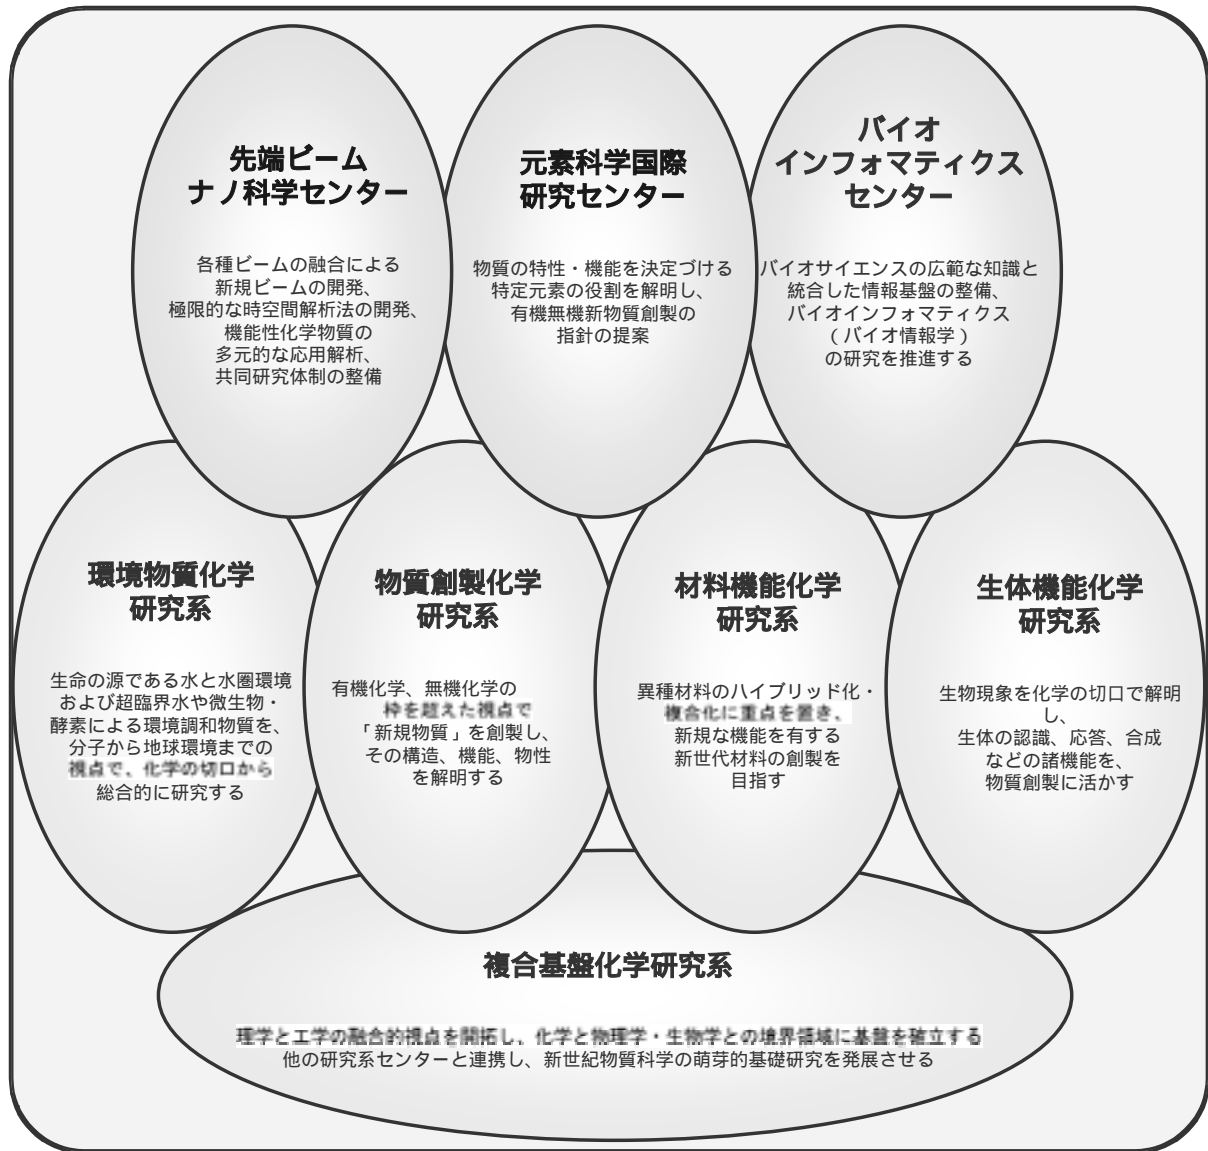 先端ビーム
ナノ科学センター
各種ビームの融合による
新規ビームの開発、
極限的な時空間解析法の開発、
機能性化学物質の
多元的な応用解析、
共同研究体制の整備
元素科学国際
研究センター
物質の特性・機能を決定づける
特定元素の役割を解明し、
有機無機新物質創製の
指針の提案
バイオ
インフォマティクス
センター
バイオサイエンスの広範な知識と
統合した情報基盤の整備、
バイオインフォマティクス
(バイオ情報学)
の研究を推進する
環境物質化学
研究系
生命の源である水と水圏環境
および超臨界水や微生物・
酵素による環境調和物質を、
分子から地球環境までの
視点で、化学の切口から
総合的に研究する
物質創製化学
研究系
有機化学、無機化学の
枠を超えた視点で
「新規物質」を創製し、
その構造、機能、物性
を解明する
材料機能化学
研究系
異種材料のハイブリッド化・
複合化に重点を置き、
新規な機能を有する
新世代材料の創製を
目指す
生体機能化学
研究系
生物現象を化学の切口で解明
し、
生体の認識、応答、合成
などの諸機能を、
物質創製に活かす
複合基盤化学研究系
理学と工学の融合的視点を開拓し、化学と物理学・生物学との境界領域に基盤を確立する
他の研究系センターと連携し、新世紀物質科学の萌芽的基礎研究を発展させる